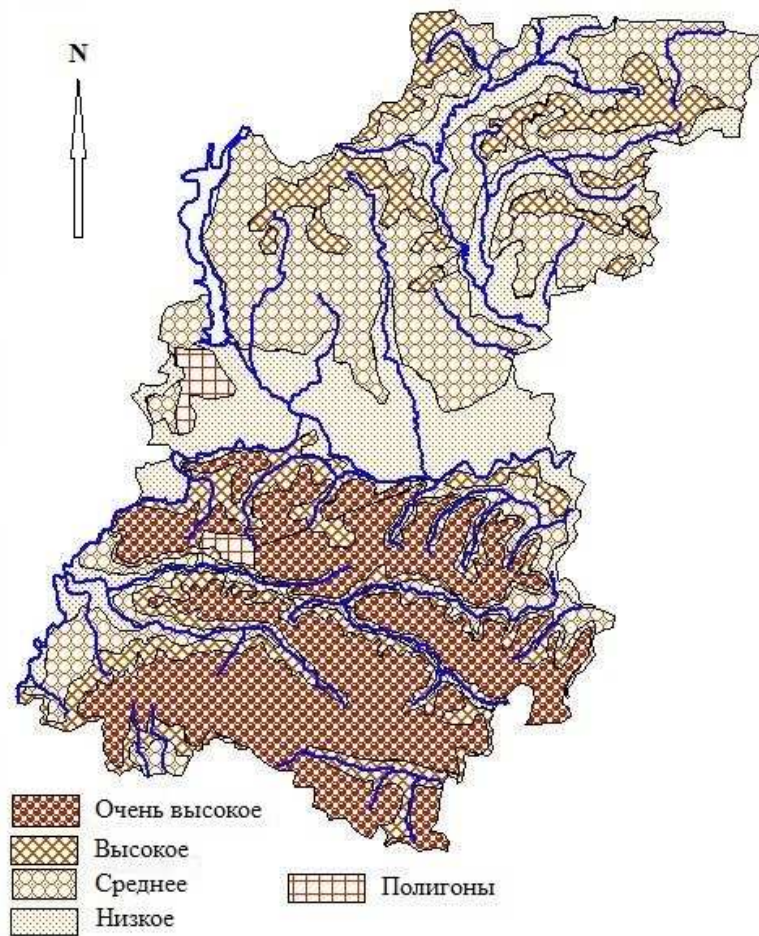 N
Очень высокое
Высокое
Среднее
Низкое
Полигоны